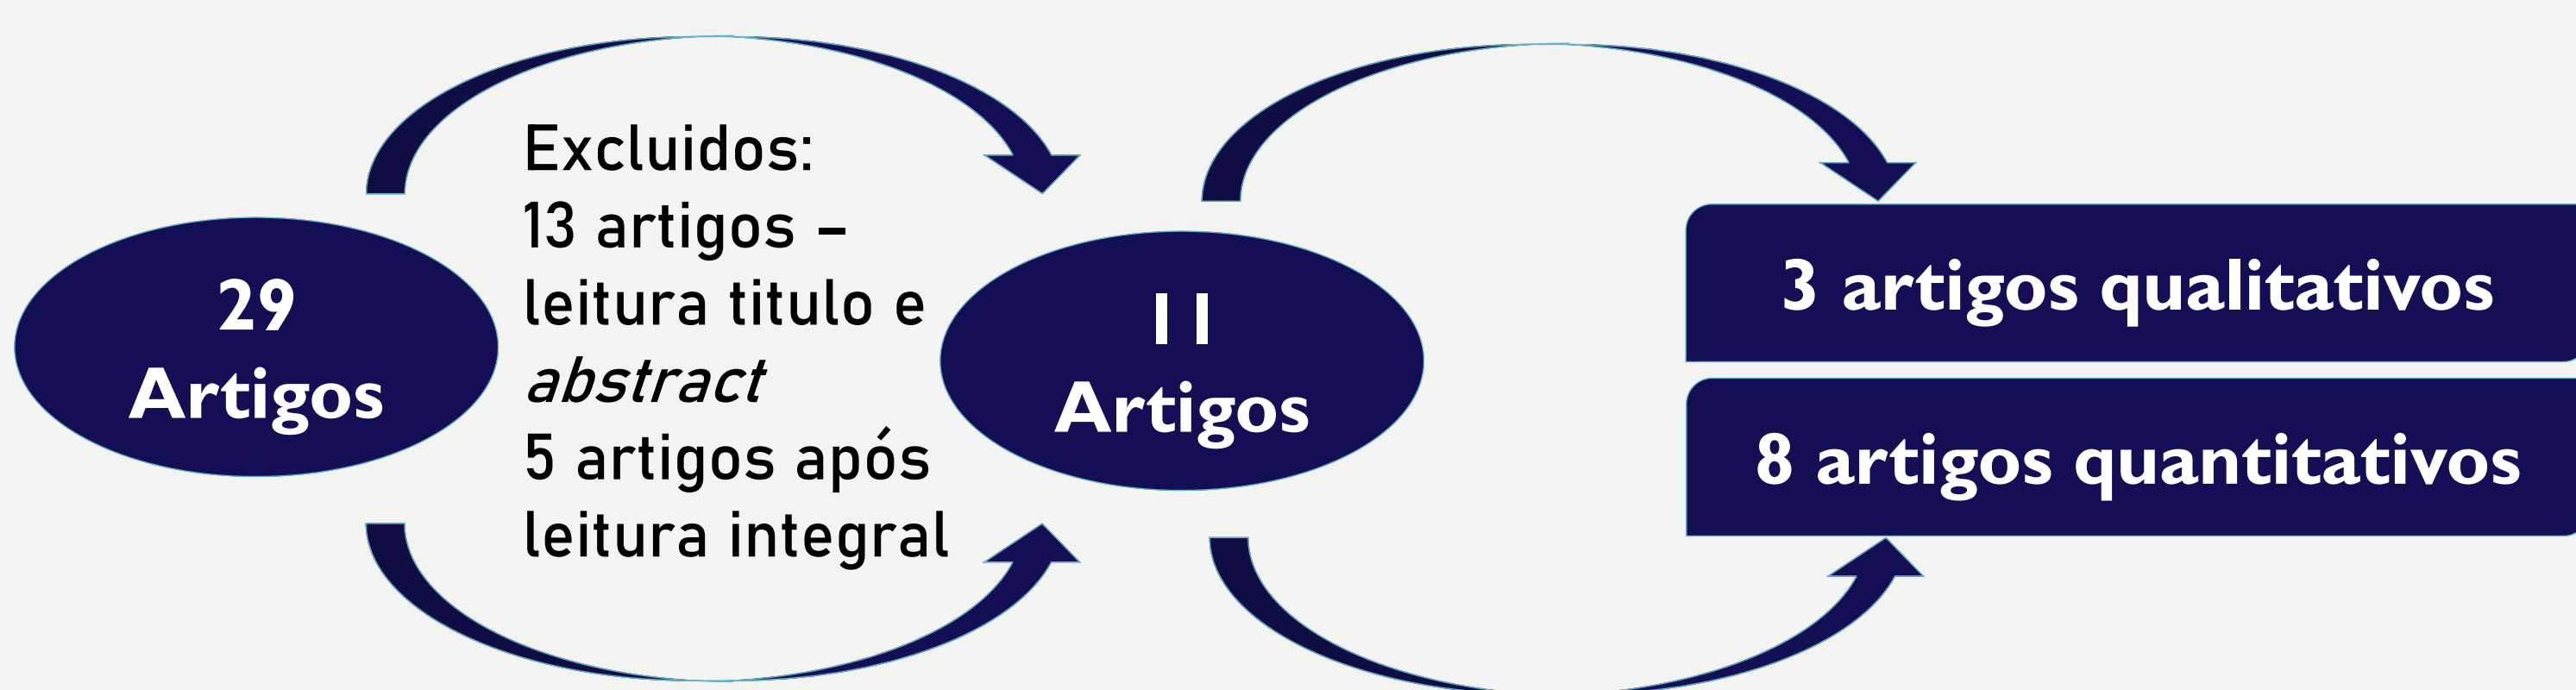 29
Artigos
Excluidos:
13 artigos –
leitura titulo e
abstract
5 artigos após
leitura integral
11
Artigos
3 artigos qualitativos
8 artigos quantitativos